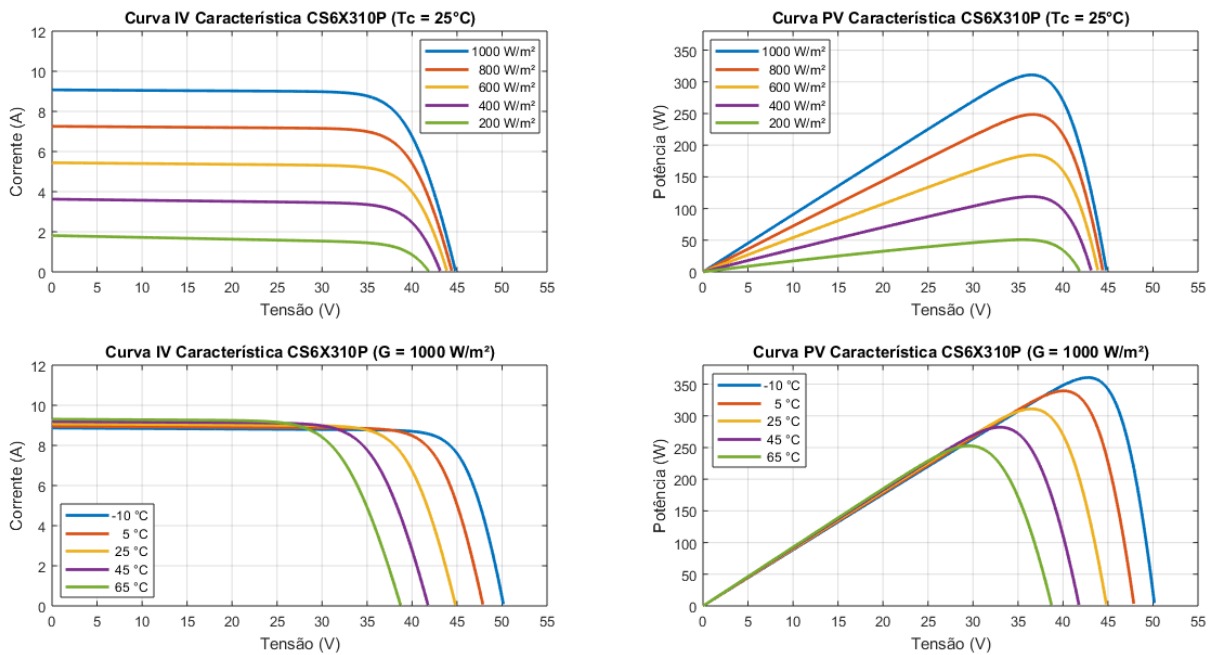 Curva IV Característica CS6X310P (Tc = 25°C)
Corrente (A)
12
10
8
6
4
2
0
1000 W/m²
800 W/m²
600 W/m²
400 W/m²
200 W/m²
0 5 10 15 20 25 30 35 40 45 50 55
Tensão (V)
Curva PV Característica CS6X310P (Tc = 25°C)
Potência (W)
350
300
250
200
150
100
50
0
1000 W/m²
800 W/m²
600 W/m²
400 W/m²
200 W/m²
0 5 10 15 20 25 30 35 40 45 50 55
Tensão (V)
Curva IV Característica CS6X310P (G = 1000 W/m²)
Corrente (A)
12
10
8
6
4
2
0
-10 °C
5 °C
25 °C
45 °C
65 °C
0 5 10 15 20 25 30 35 40 45 50 55
Tensão (V)
Curva PV Característica CS6X310P (G = 1000 W/m²)
Potência (W)
350
300
250
200
350
100
50
0
-10 °C
5 °C
25 °C
45 °C
65 °C
0 5 10 15 20 25 30 35 40 45 50 55
Tensão (V)